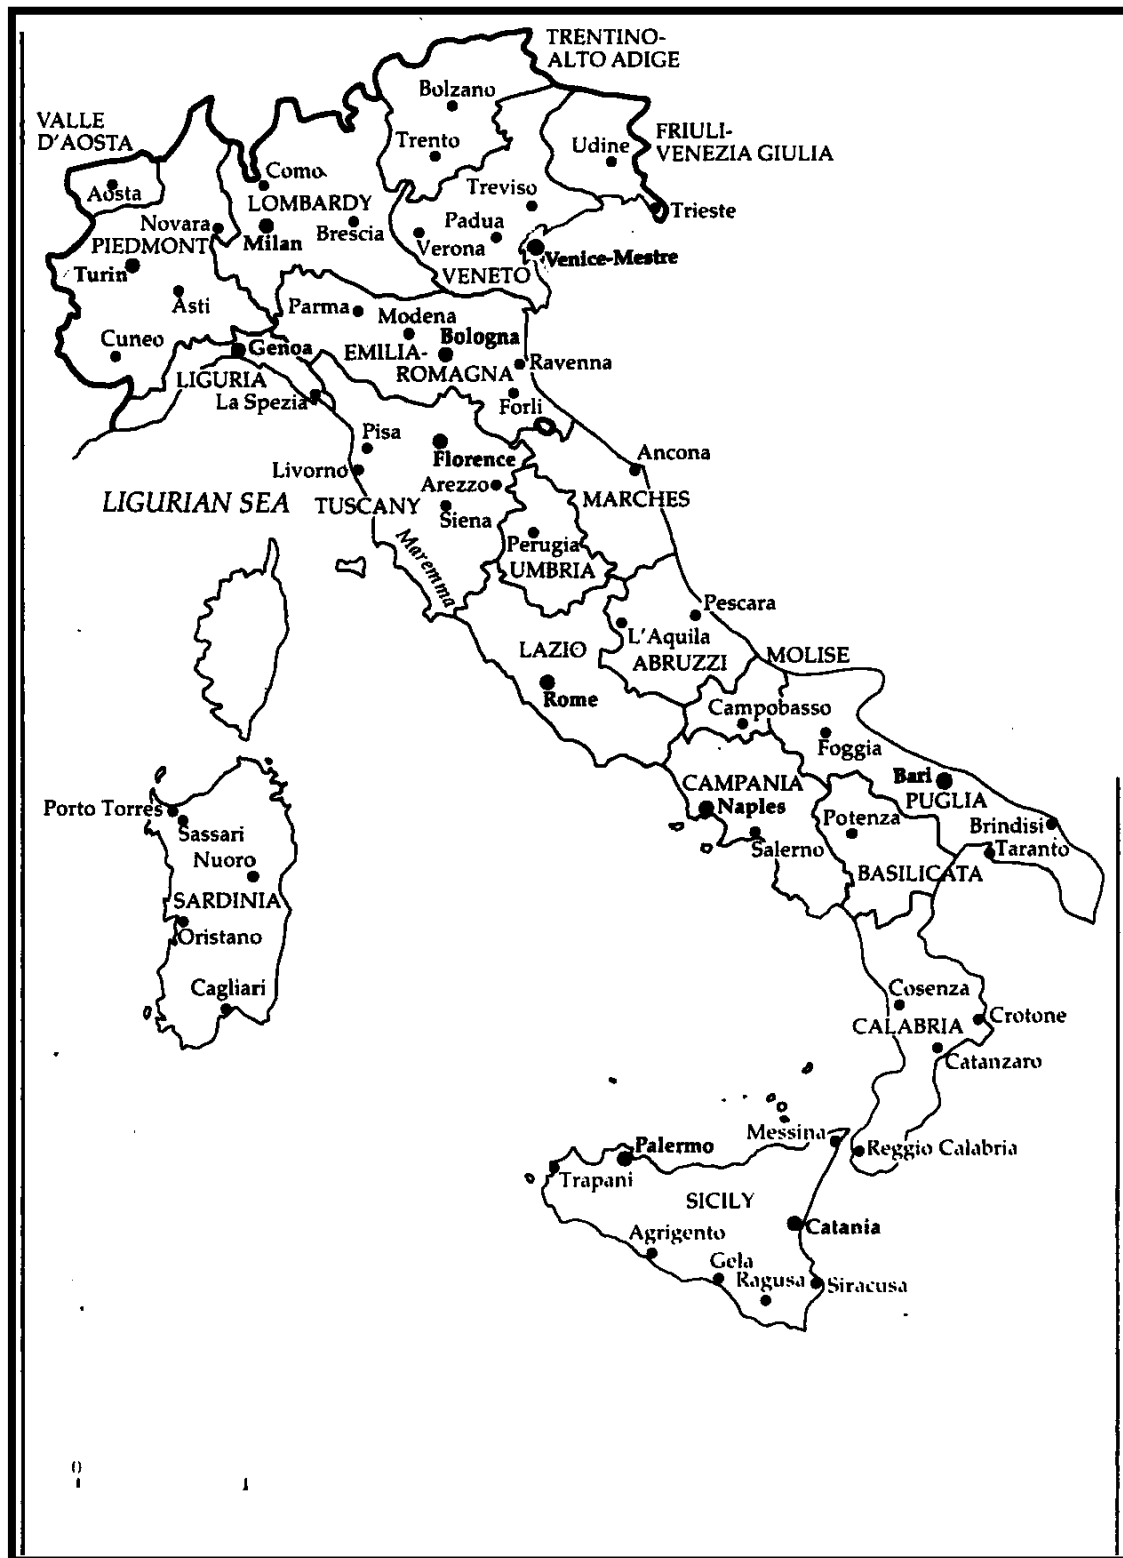 TRENTINO-
ALTO ADIGE
Bolzano
VALLE
D'AOSTA
Trento
Udine
FRIULI-
VENEZIA GIULIA
Como
Aosta
Treviso
LOMBARDY
Trieste
Novara
Padua
Brescia
PIEDMONT
Milan
Verona
Venice-Mestre
Turin
VENETO
Asti
Parma
Modena
Cuneo
Genoa
Bologna
EMILIA-
ROMAGNA
Ravenna
LIGURIA
La Spezia
Forli
Pisa
Florence
Ancona
Livorno
Arezzo
LIGURIAN SEA
TUSCANY
MARCHES
Siena
Perugia
Maremma
UMBRIA
Pescara
L'Aquila
LAZIO
ABRUZZI
MOLISE
Rome
Campobasso
Foggia
CAMPANIA
Bari
Naples
PUGLIA
Porto Torres
Potenza
Brindisi
Sassari
Salerno
Taranto
Nuoro
BASILICATA
SARDINIA
Oristano
Cagliari
Cosenza
CALABRIA
Crotone
Catanzaro
Messina
Palermo
Reggio Calabria
Trapani
SICILY
Catania
Agrigento
Gela
Ragusa
Siracusa
0